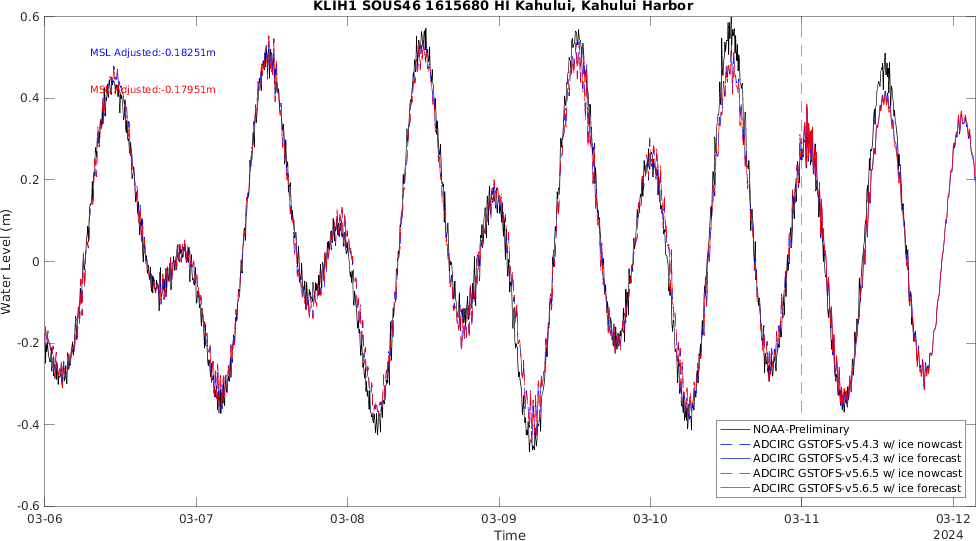 KLIH1 SOUS46 1615680 HI Kahului, Kahului Harbor
0.6
MSL Adjusted:-0.18251m
0.4
MSL Adjusted:-0.17951m
0.2
0
-0.2
-0.4
-0.6
Water Level (m)
NOAA-Preliminary
ADCIRC GSTOFS-v5.4.3 w/ ice nowcast
ADCIRC GSTOFS-v5.4.3 w/ ice forecast
ADCIRC GSTOFS-v5.6.5 w/ ice nowcast
ADCIRC GSTOFS-v5.6.5 w/ ice forecast
03-06 03-07 03-08 03-09 03-10 03-11 03-12
Time 2024